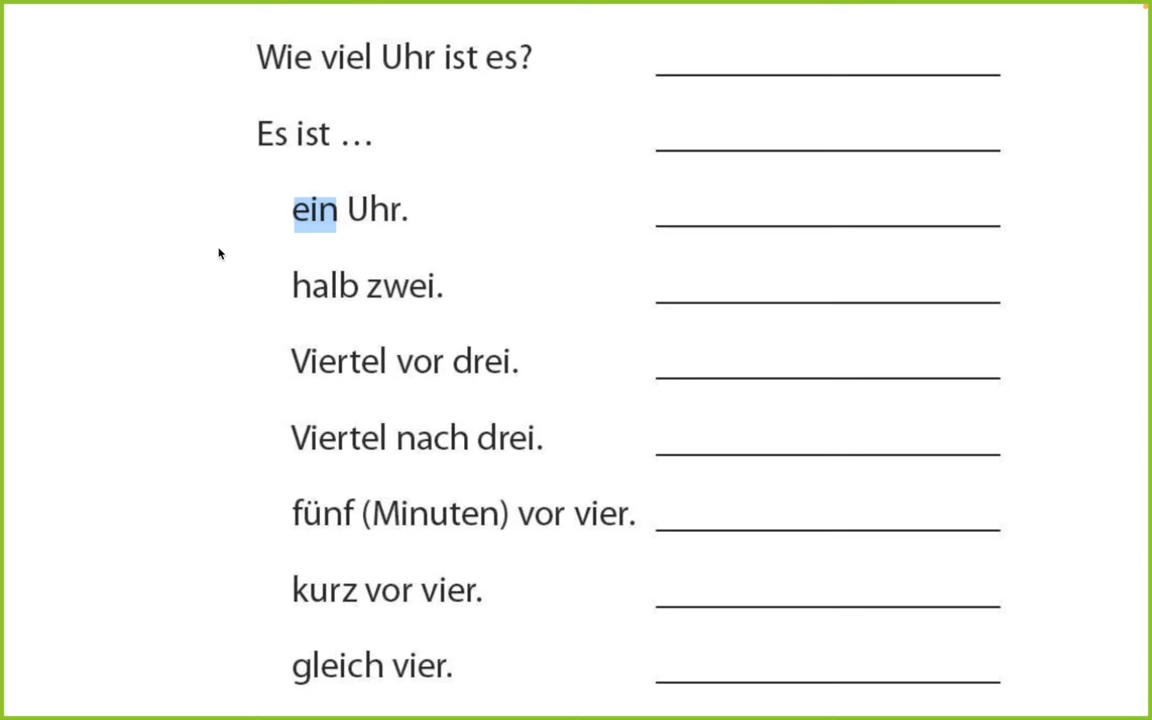 Wie viel Uhr ist es?
Es ist …
ein Uhr.
halb zwei.
Viertel vor drei.
Viertel nach drei.
fünf (Minuten) vor vier.
kurz vor vier.
gleich vier.